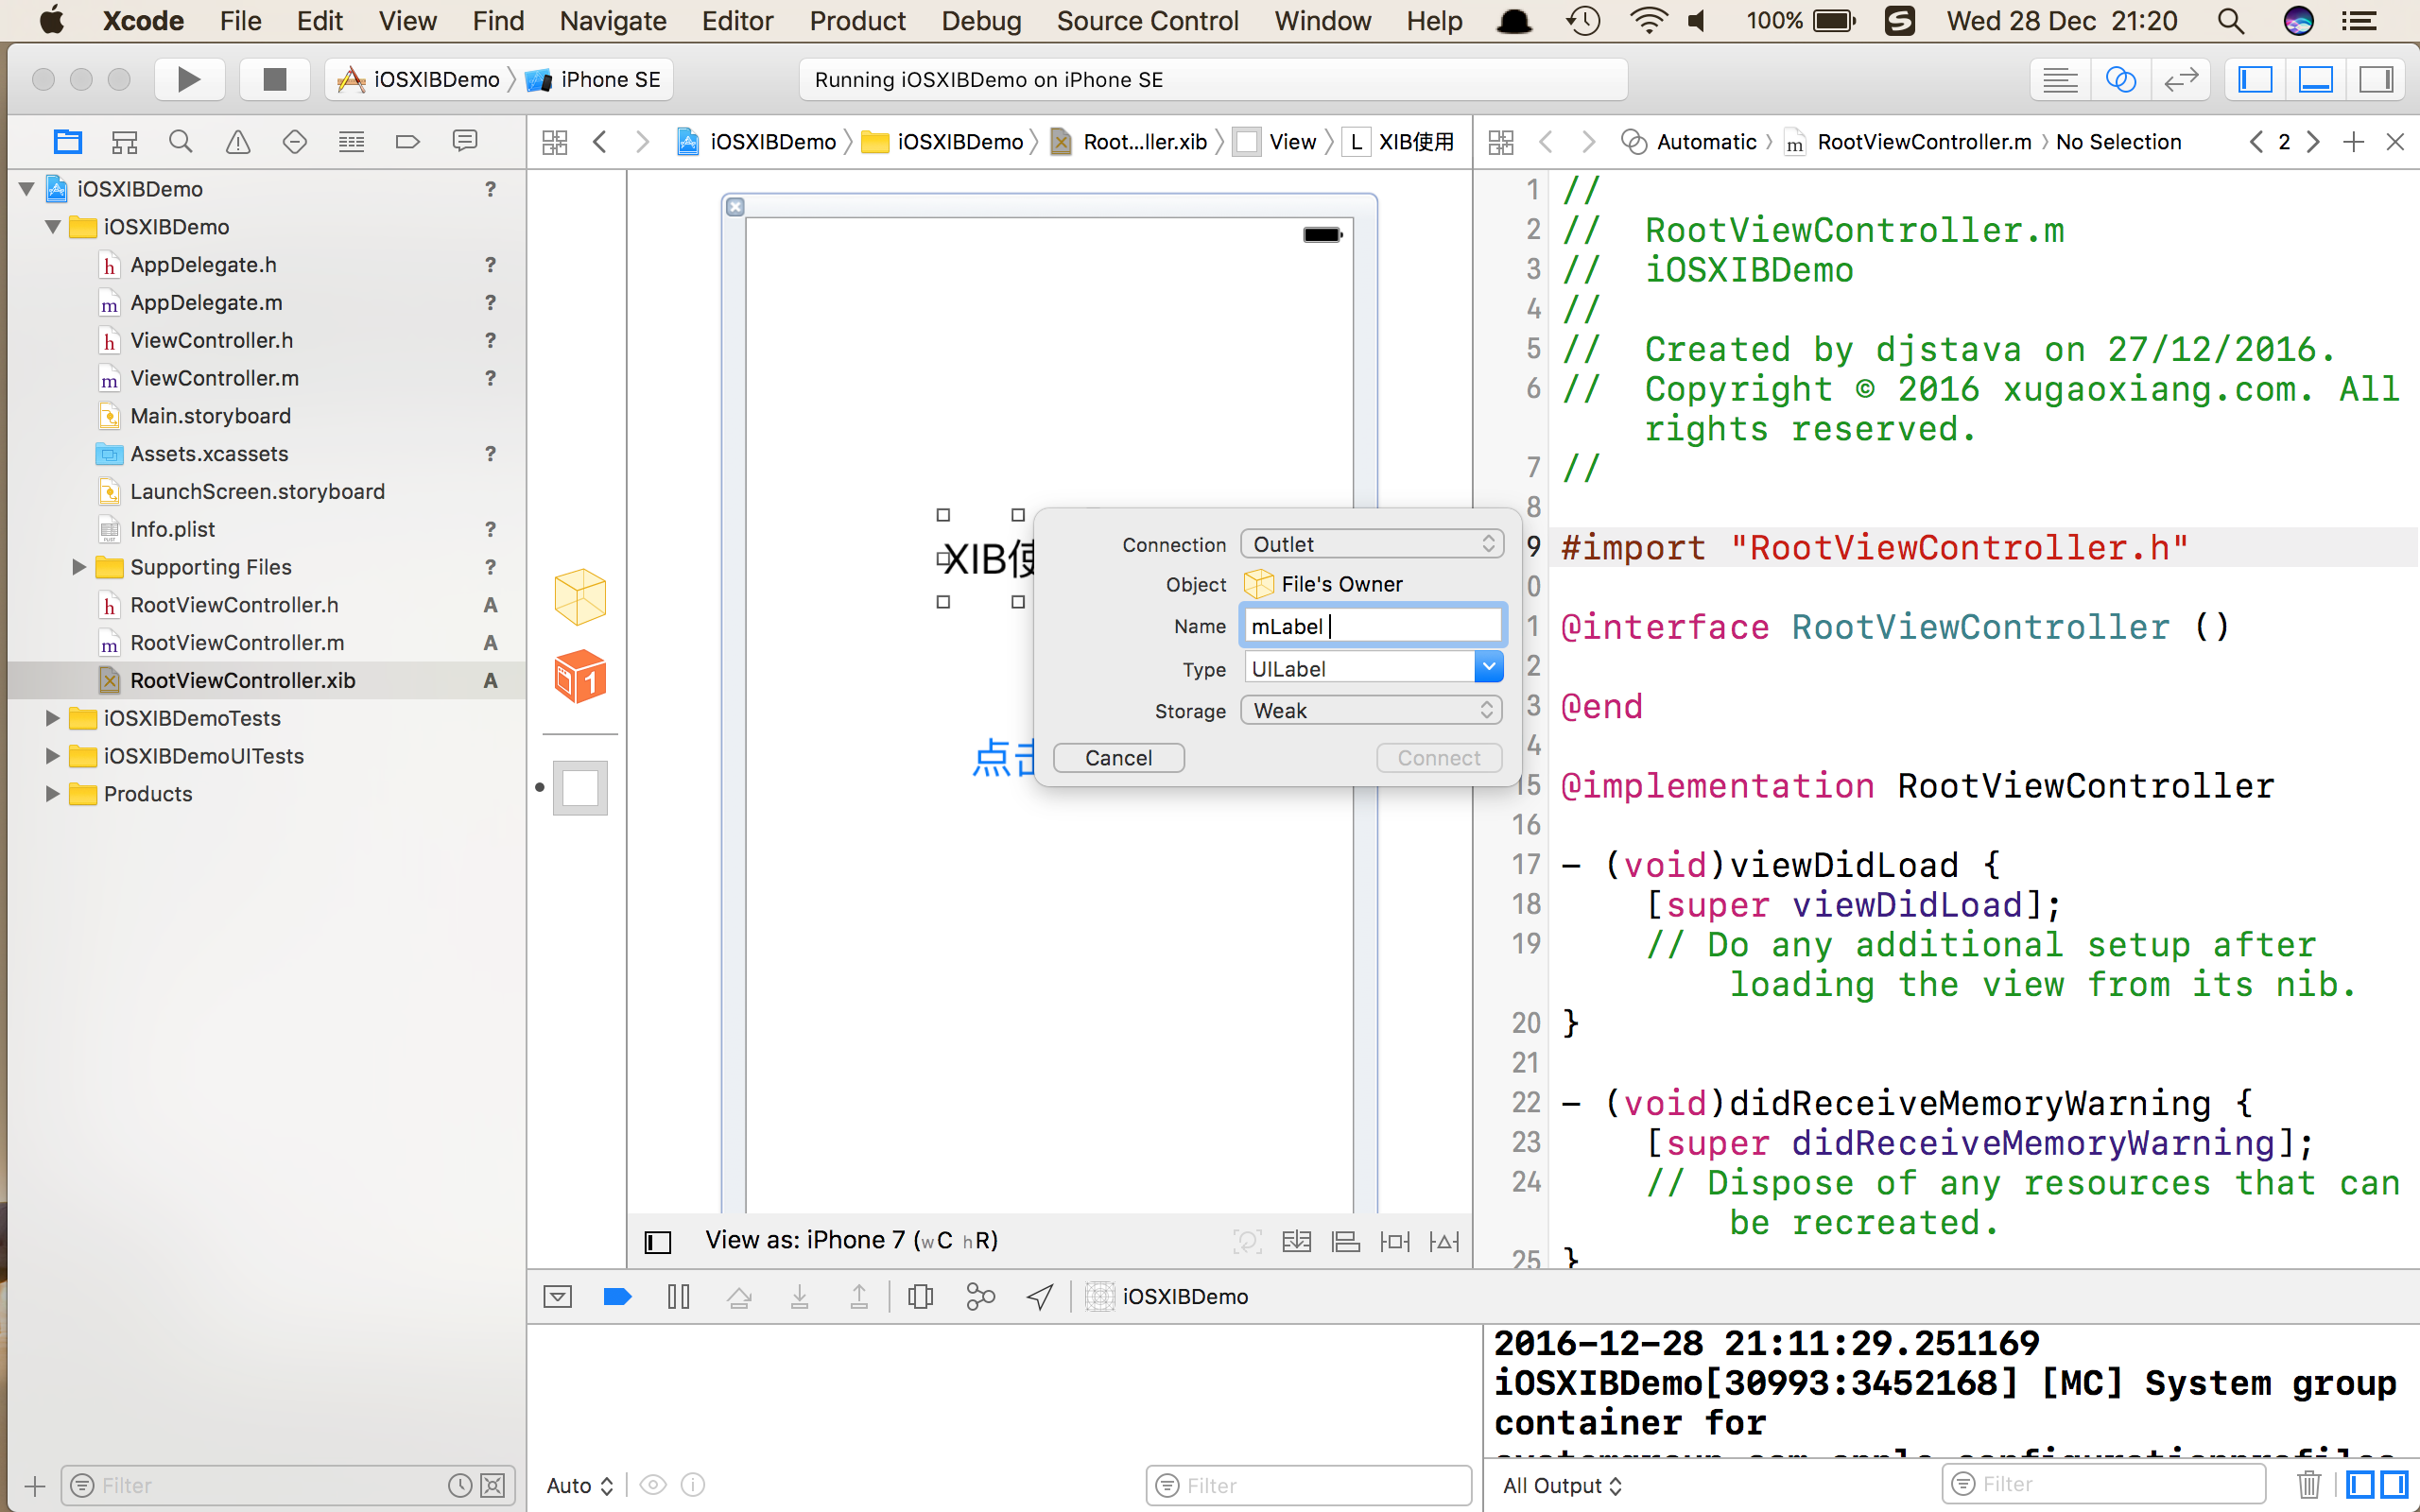 Xcode File Edit View Find Navigate Editor Product Debug Source Control Window Help 100% Wed 28 Dec 21:20
iOSXIBDemo iPhone SE
Running iOSXIBDemo on iPhone SE
iOSXIBDemo iOSXIBDemo Root...ller.xib View L XIB使用
Automatic m RootViewController.m No Selection 2
iOSXIBDemo ?
iOSXIBDemo
h AppDelegate.h ?
m AppDelegate.m ?
h ViewController.h ?
m ViewController.m ?
Main.storyboard
Assets.xcassets ?
LaunchScreen.storyboard
Info.plist ?
Supporting Files ?
h RootViewController.h A
m RootViewController.m A
RootViewController.xib A
iOSXIBDemoTests
iOSXIBDemoUITests
Products
Filter
1
XIB使
点击
Connection Outlet
Object File's Owner
Name mLabel
Type UILabel
Storage Weak
Cancel Connect
View as: iPhone 7 (wC hR)
1 //
2 // RootViewController.m
3 // iOSXIBDemo
4 //
5 // Created by djstava on 27/12/2016.
6 // Copyright © 2016 xugaoxiang.com. All
rights reserved.
7 //
8
9 #import "RootViewController.h"
0
1 @interface RootViewController ()
2
3 @end
4
15 @implementation RootViewController
16
17 - (void)viewDidLoad {
18 [super viewDidLoad];
19 // Do any additional setup after
loading the view from its nib.
20 }
21
22 - (void)didReceiveMemoryWarning {
23 [super didReceiveMemoryWarning];
24 // Dispose of any resources that can
be recreated.
25 }
iOSXIBDemo
Auto
Filter
2016-12-28 21:11:29.251169
iOSXIBDemo[30993:3452168] [MC] System group
container for
All Output
Filter